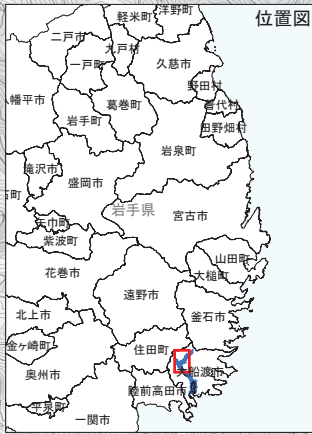 位置図
洋野町
軽米町
二戸市
九戸村
一戸町
久慈市
野田村
八幡平市
葛巻町
普代村
岩手町
田野畑村
岩泉町
滝沢市
盛岡市
岩手県
宮古市
矢巾町
紫波町
山田町
大槌町
花巻市
遠野市
釜石市
北上市
金ヶ崎町
住田町
奥州市
大船渡市
陸前高田市
平泉町
一関市